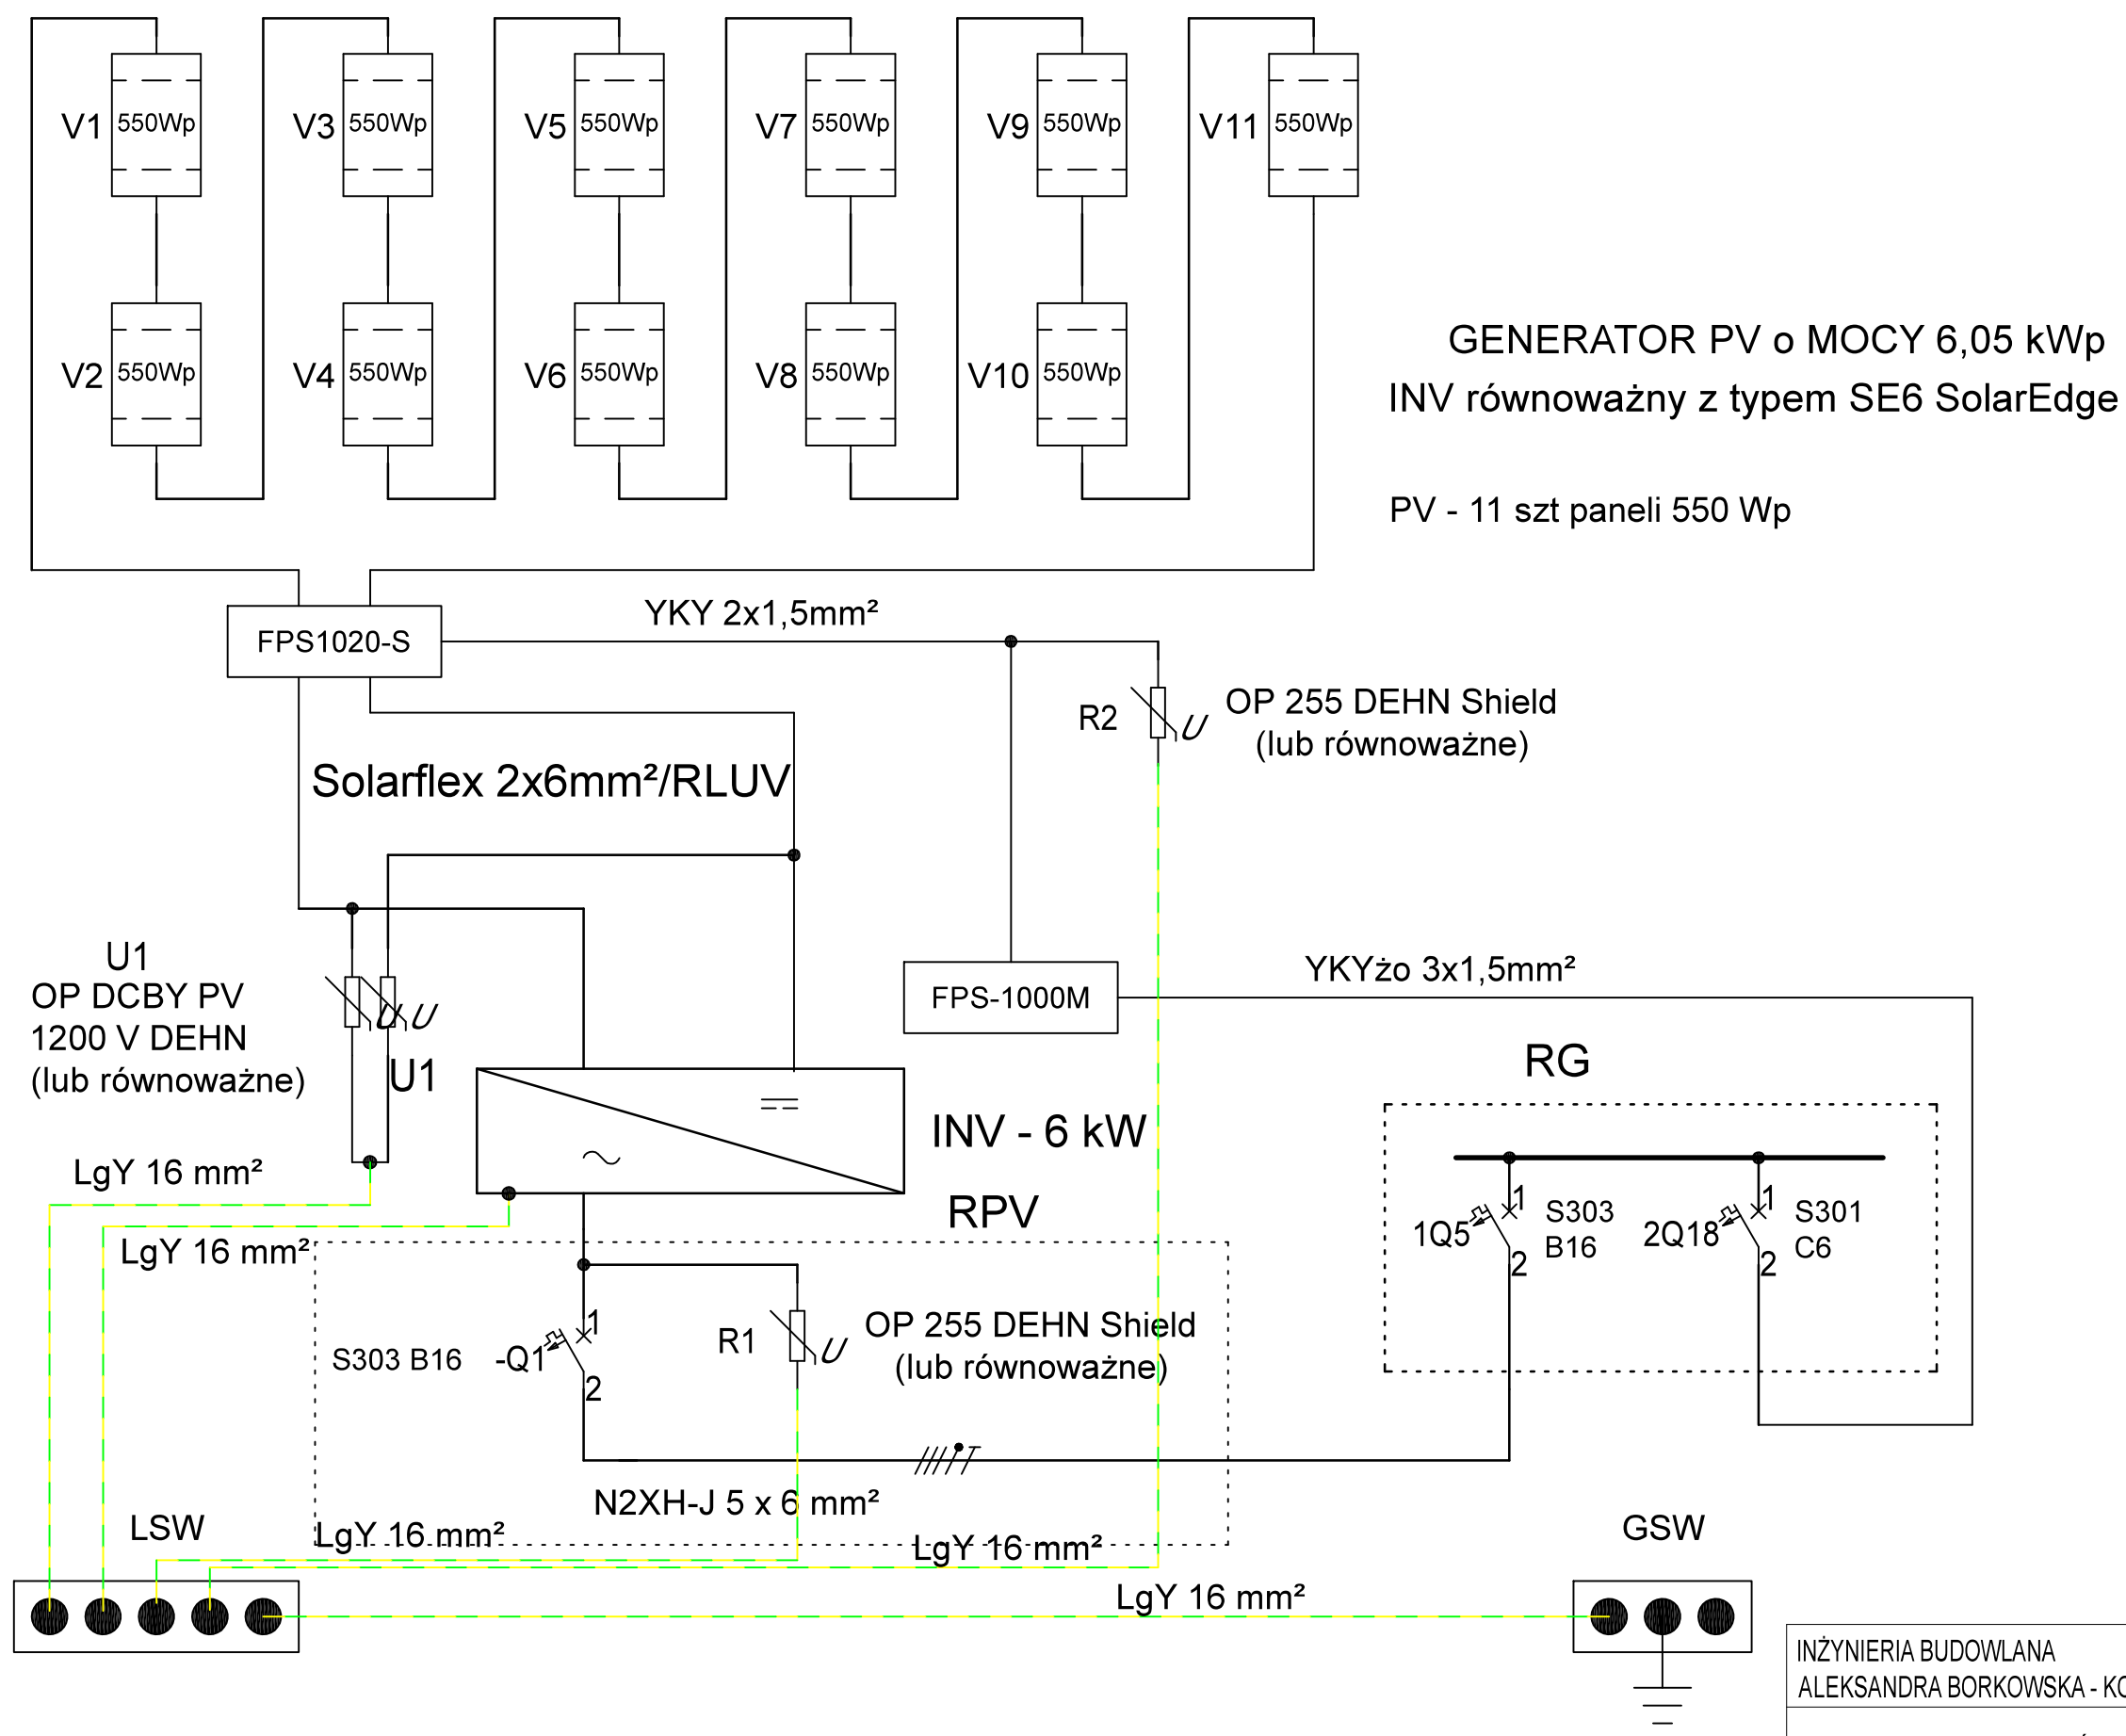 V1 550Wp V3 550Wp V5 550Wp V7 550Wp V9 550Wp V11 550Wp
V2 550Wp V4 550Wp V6 550Wp V8 550Wp V10 550Wp
GENERATOR PV o MOCY 6,05 kWp
INV równoważny z typem SE6 SolarEdge
PV - 11 szt paneli 550 Wp
FPS1020-S
YKY 2x1,5mm²
R2
U
OP 255 DEHN Shield
(lub równoważne)
Solarflex 2x6mm²/RLUV
U1
OP DCBY PV
1200 V DEHN
(lub równoważne)
U U
U1
FPS-1000M
YKYżo 3x1,5mm²
RG
INV - 6 kW
LgY 16 mm²
LgY 16 mm²
RPV
1Q5
1
2
S303
B16
2Q18
1
2
S301
C6
S303 B16
-Q1
1
2
R1
U
OP 255 DEHN Shield
(lub równoważne)
N2XH-J 5 x 6 mm²
LSW
LgY 16 mm²
LgY 16 mm²
GSW
LgY 16 mm²
INŻYNIERIA BUDOWLANA
ALEKSANDRA BORKOWSKA -